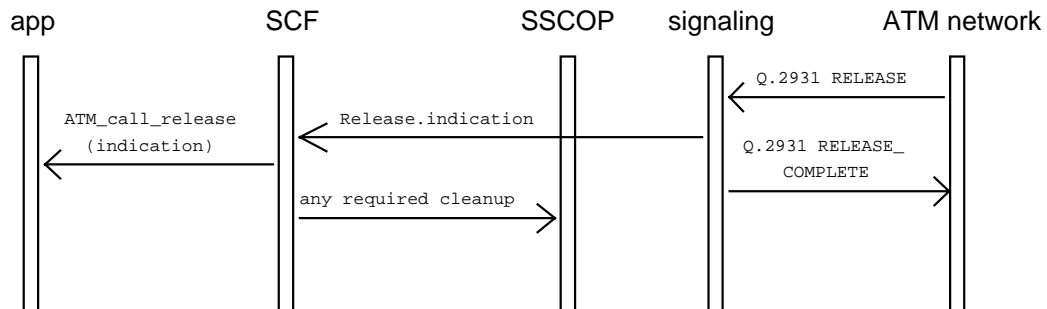 app SCF SSCOP signaling ATM network
Q.2931 RELEASE
ATM_call_release
(indication)
Release.indication
Q.2931 RELEASE_
COMPLETE
any required cleanup